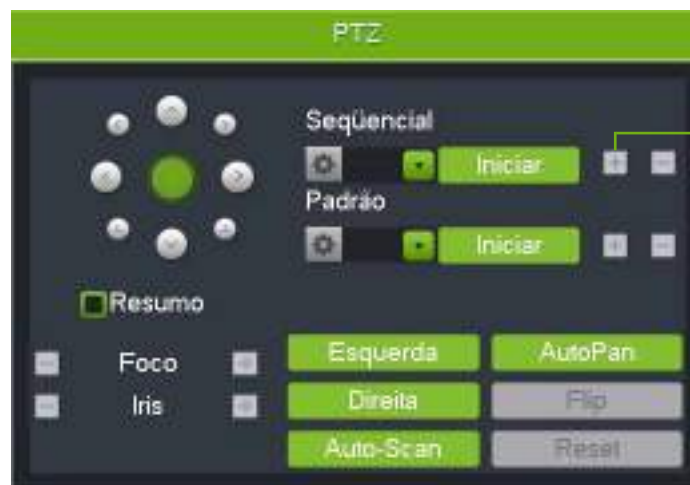 PTZ
Seqüencial
Iniciar
Padrão
Iniciar
Resumo
Foco
Iris
Esquerda
AutoPan
Direita
Flip
Auto-Scan
Reset